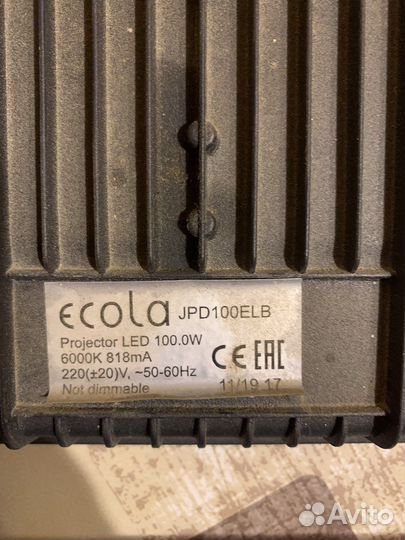 ecola JPD100ELB
Projector LED 100.0W
6000K 818mA
220(±20)V, ~50-60Hz
Not dimmable
CE EAC
11/19 17
Avito